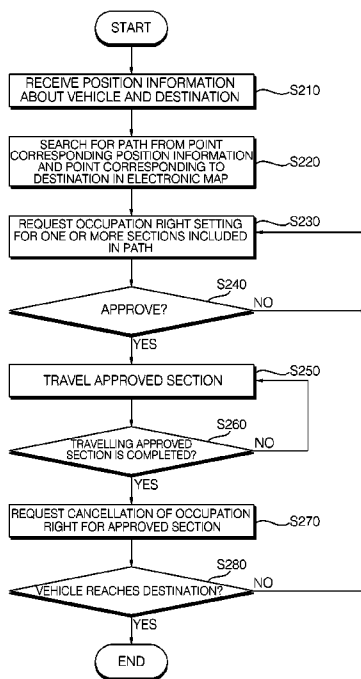 START
RECEIVE POSITION INFORMATION
ABOUT VEHICLE AND DESTINATION
S210
SEARCH FOR PATH FROM POINT
CORRESPONDING POSITION INFORMATION
AND POINT CORRESPONDING TO
DESTINATION IN ELECTRONIC MAP
S220
REQUEST OCCUPATION RIGHT SETTING
FOR ONE OR MORE SECTIONS INCLUDED
IN PATH
S230
S240
APPROVE?
NO
YES
TRAVEL APPROVED SECTION
S250
S260
TRAVELLING APPROVED
SECTION IS COMPLETED?
NO
YES
REQUEST CANCELLATION OF OCCUPATION
RIGHT FOR APPROVED SECTION
S270
S280
VEHICLE REACHES DESTINATION?
NO
YES
END